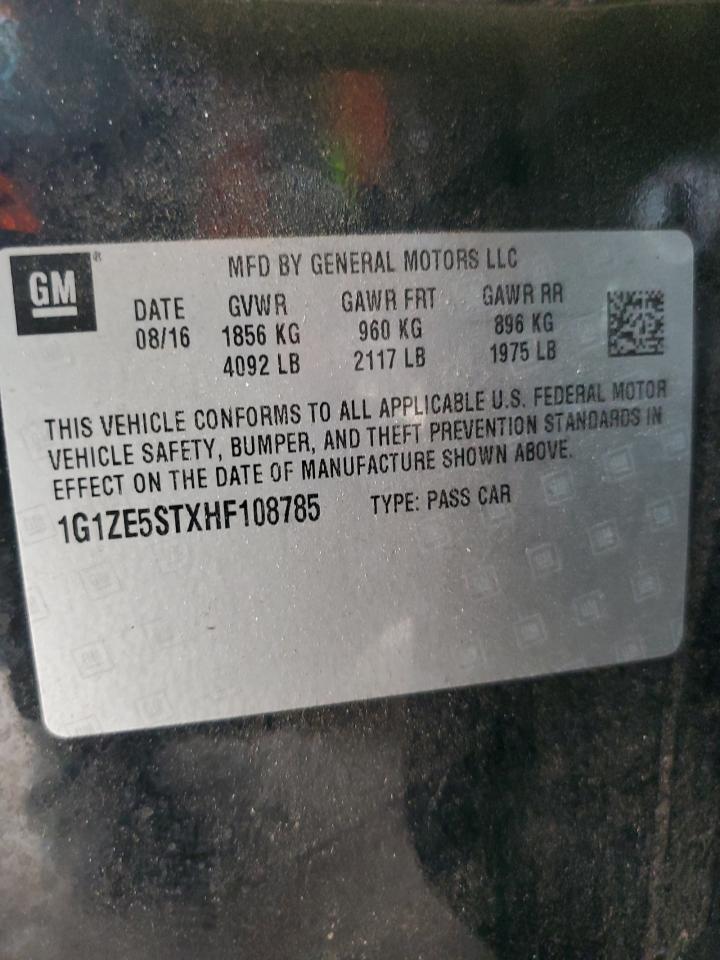 GM
MFD BY GENERAL MOTORS LLC
DATE GVWR GAWR FRT GAWR RR
08/16 1856 KG 960 KG 896 KG
4092 LB 2117 LB 1975 LB
THIS VEHICLE CONFORMS TO ALL APPLICABLE U.S. FEDERAL MOTOR
VEHICLE SAFETY, BUMPER, AND THEFT PREVENTION STANDARDS IN
EFFECT ON THE DATE OF MANUFACTURE SHOWN ABOVE.
1G1ZE5STXHF108785 TYPE: PASS CAR